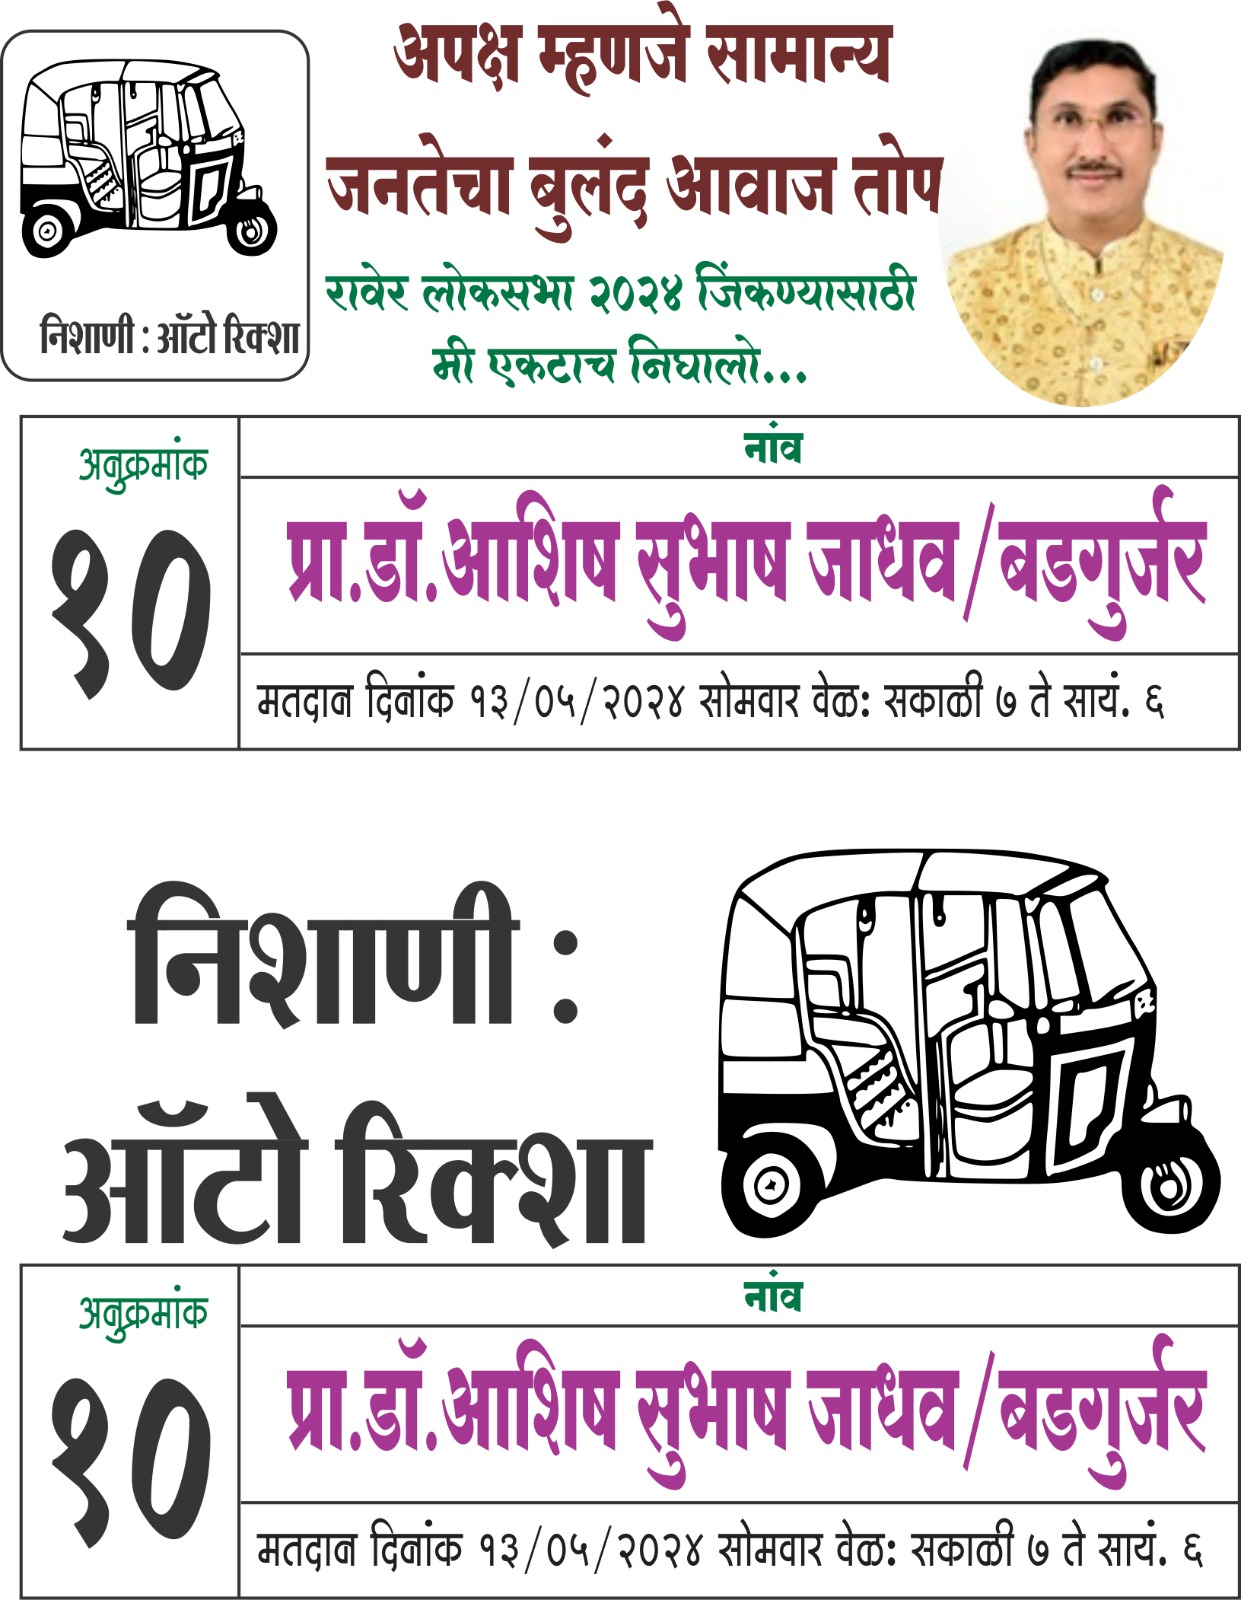 अपक्ष म्हणजे सामान्य
जनतेचा बुलंद आवाज तोप
रावेर लोकसभा २०२४ जिंकण्यासाठी
मी एकटाच निघालो...
निशाणी : ऑटो रिक्शा
अनुक्रमांक
१०
नांव
प्रा.डॉ.आशिष सुभाष जाधव/बडगुर्जर
मतदान दिनांक १३/०५/२०२४ सोमवार वेळ: सकाळी ७ ते सायं. ६
निशाणी :
ऑटो रिक्शा
अनुक्रमांक
१०
नांव
प्रा.डॉ.आशिष सुभाष जाधव/बडगुर्जर
मतदान दिनांक १३/०५/२०२४ सोमवार वेळ: सकाळी ७ ते सायं. ६